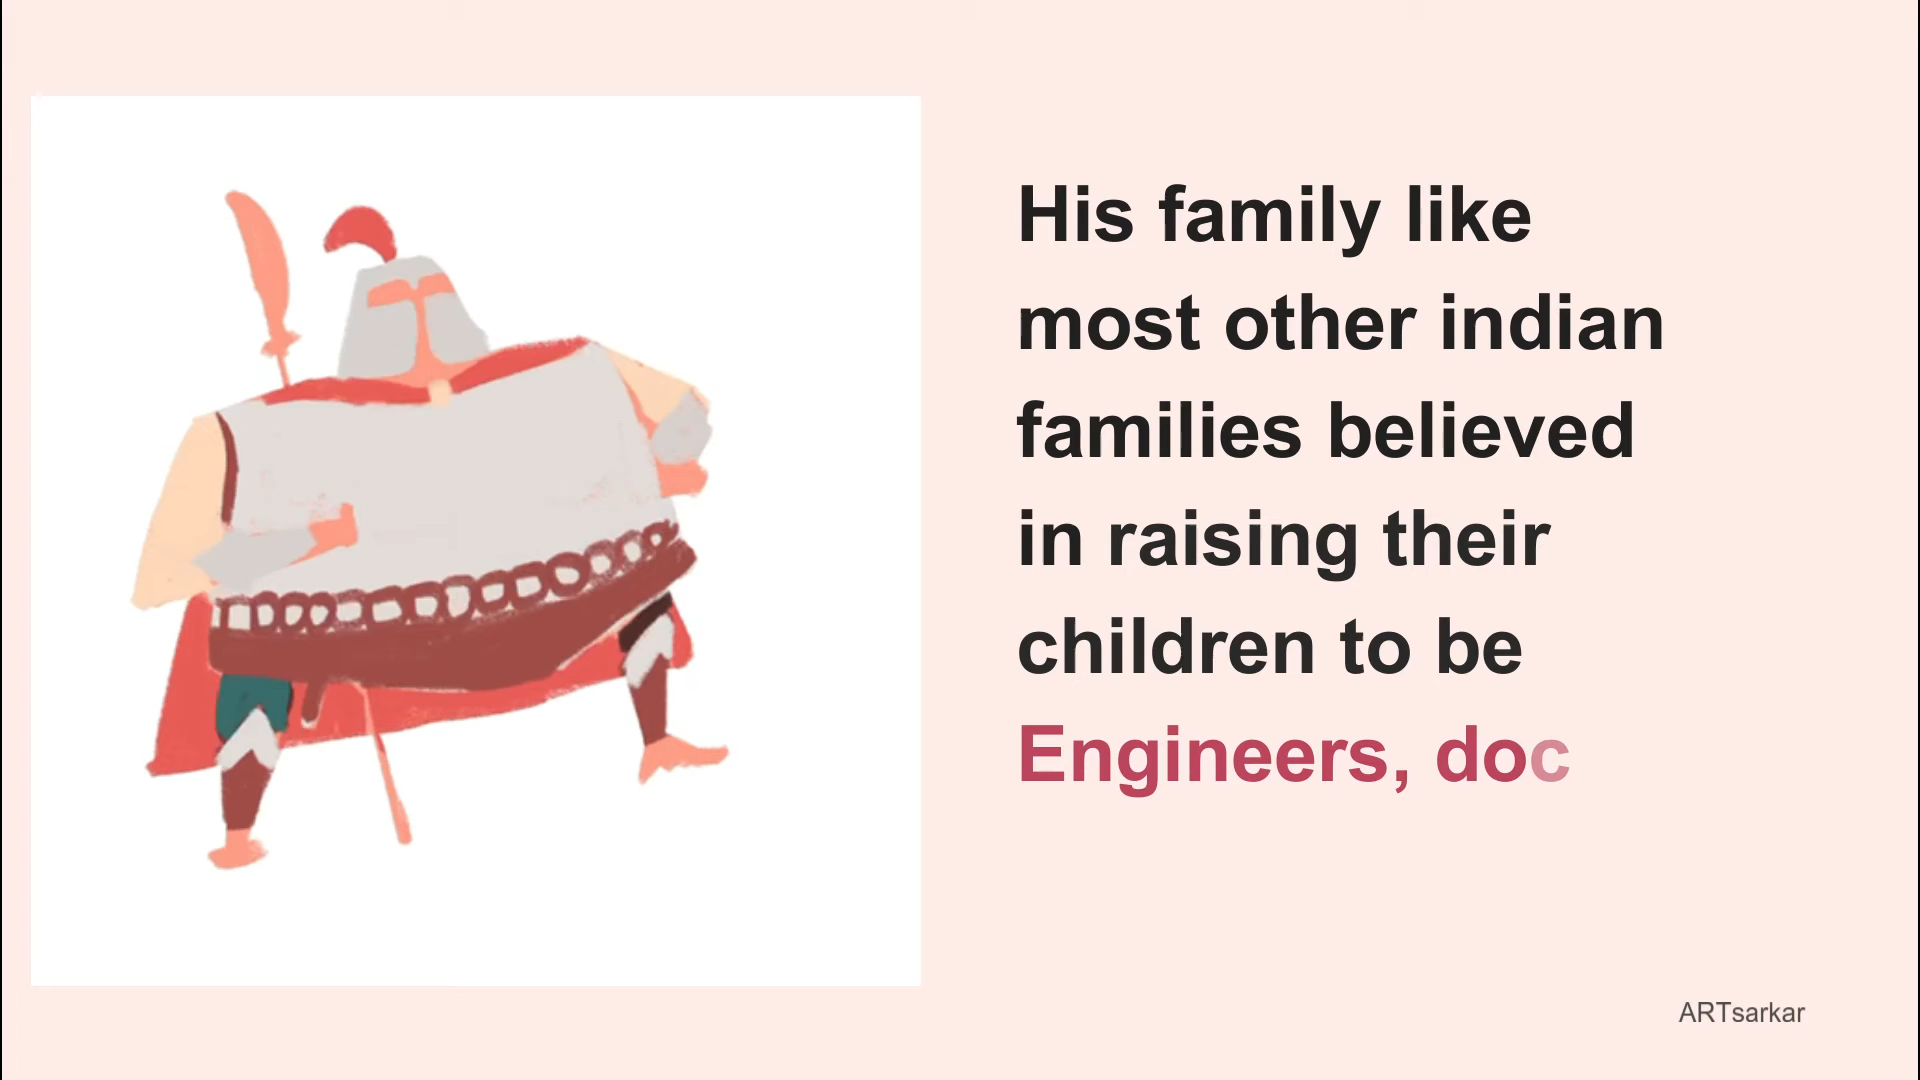 His family like
most other indian
families believed
in raising their
children to be
Engineers, doc
ARTsarkar